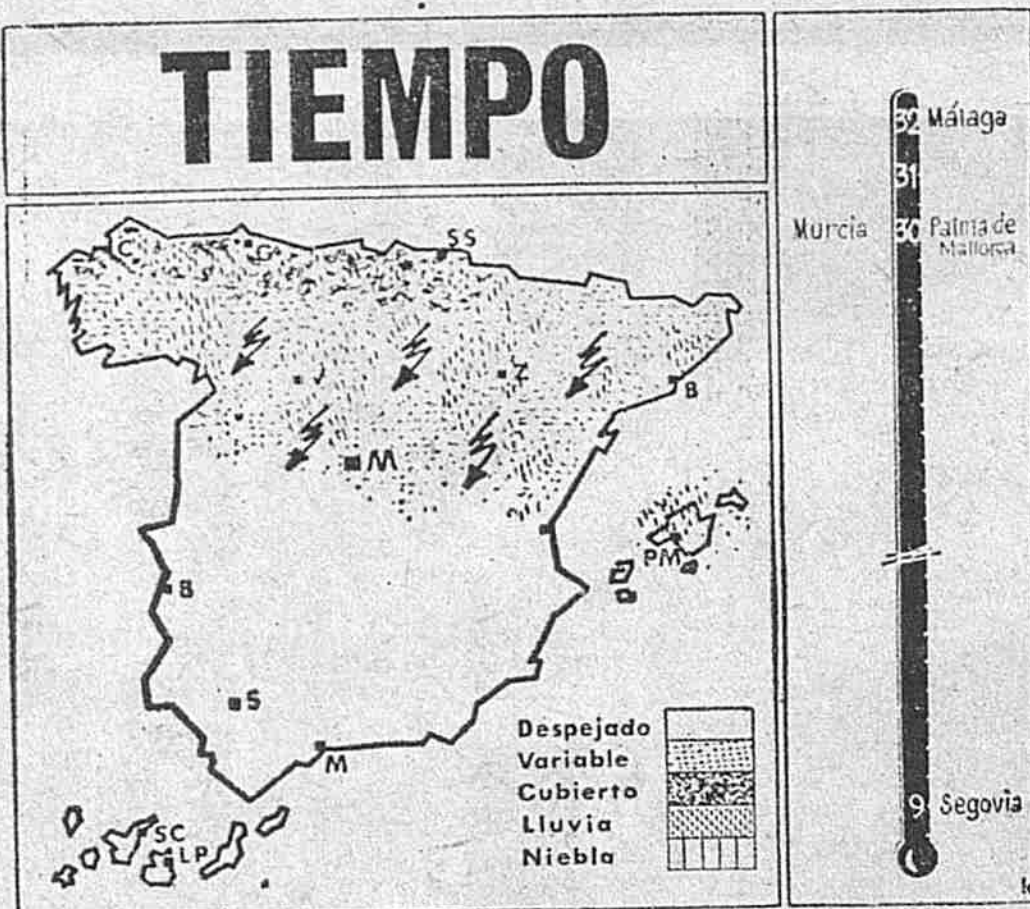 TIEMPO
C
G
SS
V
Z
B
M
PM
B
S
M
SC
LP
Despejado
Variable
Cubierto
Lluvia
Niebla
32 Málaga
31
Murcia 30 Palma de
Mallorca
9 Segovia